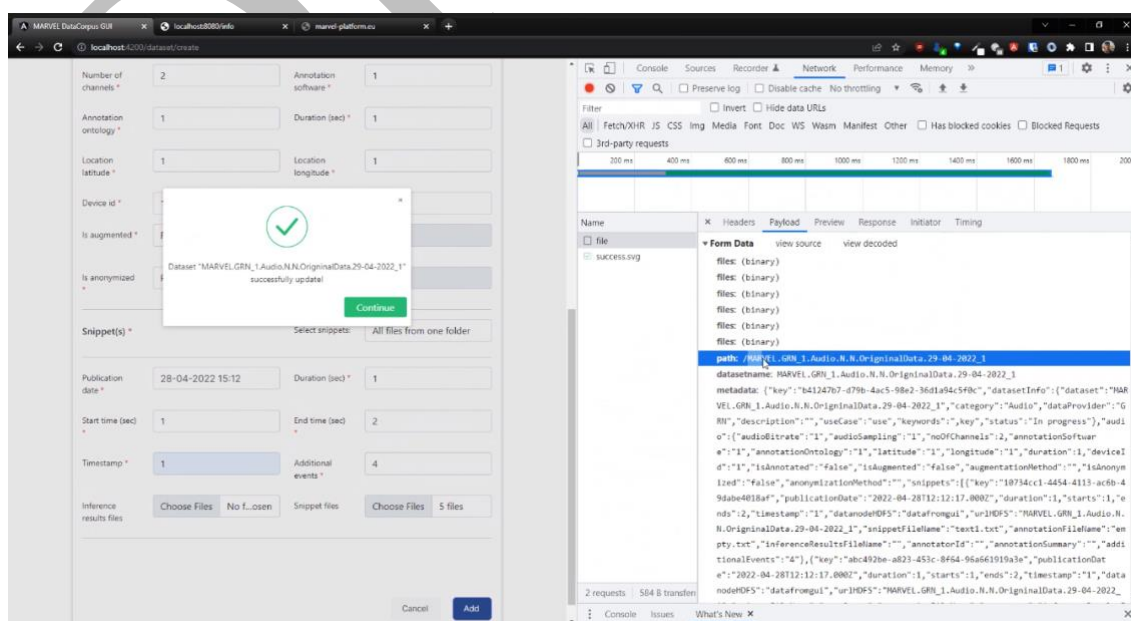 MARVEL DataCorpus GUI
localhost:8080/info
marvel-platform.eu
localhost:4200/dataset/create
Number of channels *
2
Annotation software *
1
Annotation ontology *
1
Duration (sec) *
1
Location latitude *
1
Location longitude *
1
Device id *
Is augmented *
Dataset "MARVEL.GRN_1.Audio.N.N.OrigninalData.29-04-2022_1"
successfully update!
Continue
Is anonymized *
Snippet(s) *
Select snippets:
All files from one folder
Publication date *
28-04-2022 15:12
Duration (sec) *
1
Start time (sec) *
1
End time (sec) *
2
Timestamp *
1
Additional events *
4
Inference results files
Choose Files No f...osen
Snippet files
Choose Files 5 files
Cancel
Add
Console Sources Recorder Network Performance Memory
1
Preserve log Disable cache No throttling
Filter
Invert Hide data URLs
All Fetch/XHR JS CSS Img Media Font Doc WS Wasm Manifest Other Has blocked cookies Blocked Requests
3rd-party requests
200 ms 400 ms 600 ms 800 ms 1000 ms 1200 ms 1400 ms 1600 ms 1800 ms 200
Name
file
success.svg
Headers Payload Preview Response Initiator Timing
Form Data view source view decoded
files: (binary)
files: (binary)
files: (binary)
files: (binary)
files: (binary)
files: (binary)
path: /MARVEL.GRN_1.Audio.N.N.OrigninalData.29-04-2022_1
datasetname: MARVEL.GRN_1.Audio.N.N.OrigninalData.29-04-2022_1
metadata: {"key":"b41247b7-d79b-4ac5-98e2-36d1a94c5f0c","datasetInfo":{"dataset":"MAR
VEL.GRN_1.Audio.N.N.OrigninalData.29-04-2022_1","category":"Audio","dataProvider":"G
RN","description":"","useCase":"use","keywords":",key","status":"In progress"},"audi
o":{"audioBitrate":"1","audioSampling":"1","noOfChannels":2,"annotationSoftuar
e":"1","annotationOntology":"1","latitude":"1","longitude":"1","duration":1,"deviceI
d":"1","isAnnotated":"false","isAugmented":"false","augmentationMethod":"","isAnonym
ized":"false","anonymizationMethod":"","snippets":[{"key":"10734cc1-4454-4113-ac6b-4
9dabe4018af","publicationDate":"2022-04-28T12:12:17.000Z","duration":1,"starts":1,"e
nds":2,"timestamp":"1","datanodeHDFS":"datafromgui","urlHDFS":"MARVEL.GRN_1.Audio.N.
N.OrigninalData.29-04-2022_1","snippetFileName":"text1.txt","annotationFileName":"em
pty.txt","inferenceResultsFileName":"","annotatorId":"","annotationSummary":"","addi
tionalEvents":"4"},{"key":"abc492be-a823-453c-8f64-96a661919a3e","publicationDat
e":"2022-04-28T12:12:17.000Z","duration":1,"starts":1,"ends":2,"timestamp":"1","data
nodeHDFS":"datafromgui","urlHDFS":"MARVEL.GRN_1.Audio.N.N.OrigninalData.29-04-2022_
2 requests 584 B transfer
Console Issues What's New